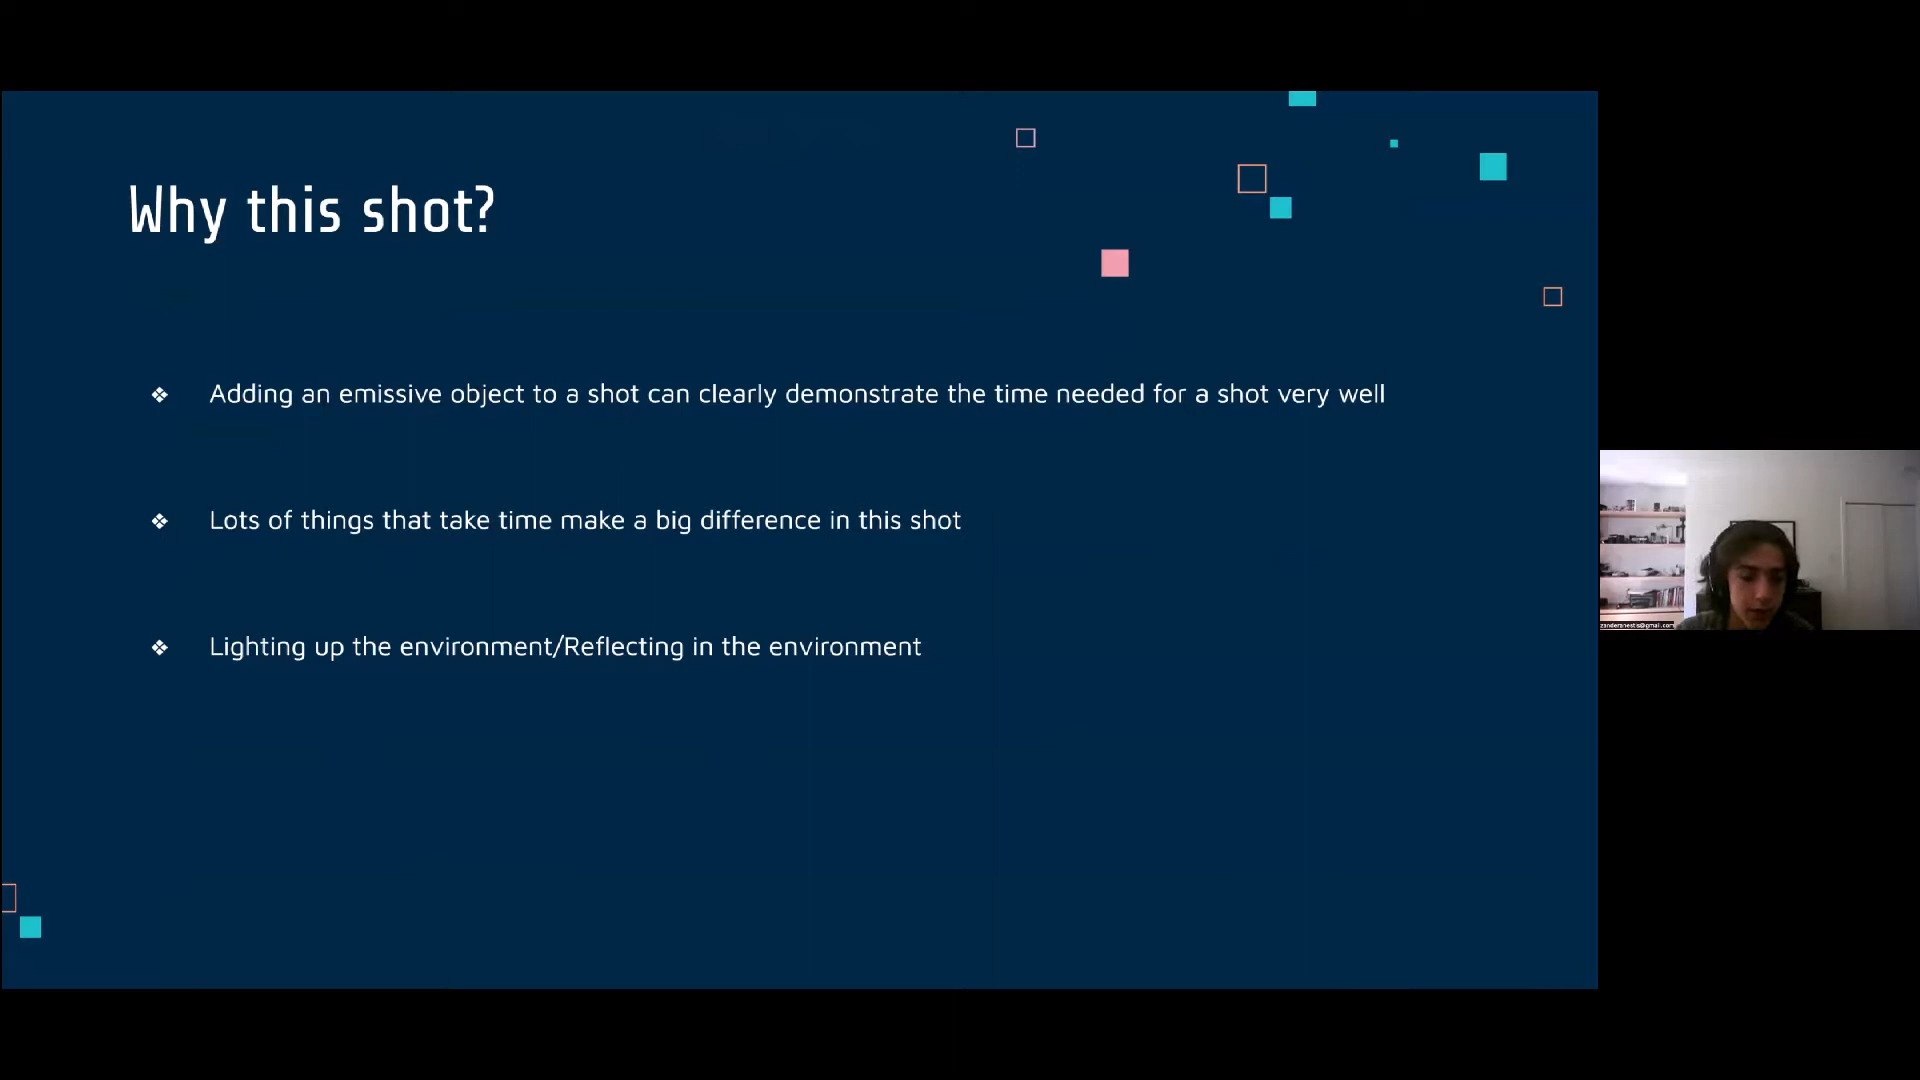 Why this shot?
❖ Adding an emissive object to a shot can clearly demonstrate the time needed for a shot very well
❖ Lots of things that take time make a big difference in this shot
❖ Lighting up the environment/Reflecting in the environment